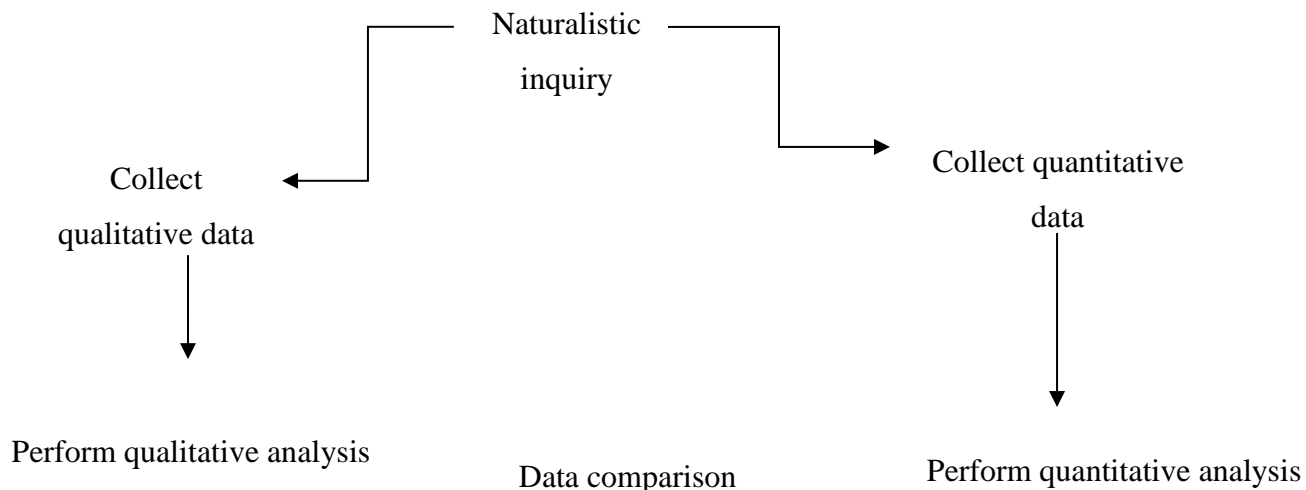 Naturalistic
inquiry
Collect
qualitative data
Collect quantitative
data
Perform qualitative analysis
Data comparison
Perform quantitative analysis